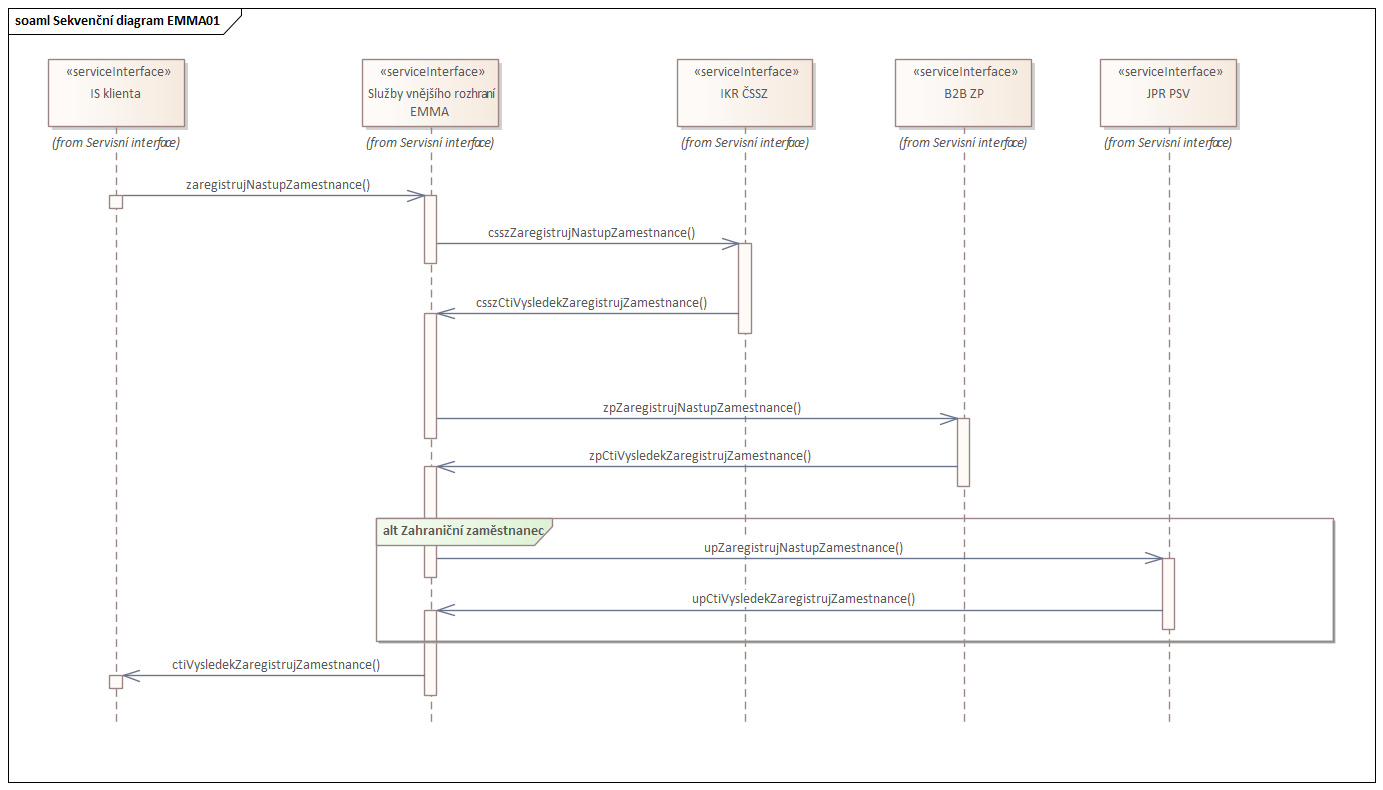 soaml Sekvenční diagram EMMA01
«serviceInterface»
IS klienta
(from Servisní interface)
«serviceInterface»
Služby vnějšího rozhraní
EMMA
(from Servisní interface)
«serviceInterface»
IKR ČSSZ
(from Servisní interface)
«serviceInterface»
B2B ZP
(from Servisní interface)
«serviceInterface»
JPR PSV
(from Servisní interface)
zaregistrujNastupZamestnance()
csszZaregistrujNastupZamestnance()
csszCtiVysledekZaregistrujZamestnance()
zpZaregistrujNastupZamestnance()
zpCtiVysledekZaregistrujZamestnance()
alt Zahraniční zaměstnanec
upZaregistrujNastupZamestnance()
upCtiVysledekZaregistrujZamestnance()
ctiVysledekZaregistrujZamestnance()